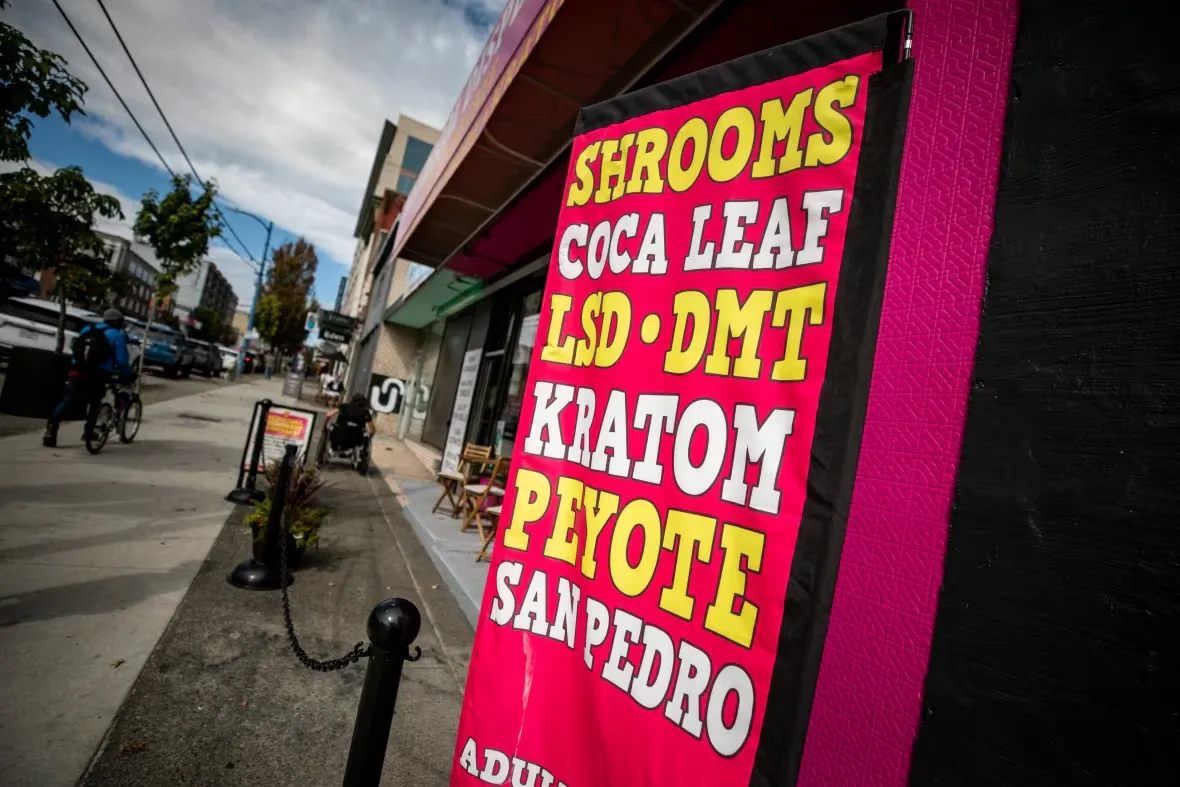 SHROOMS
COCA LEAF
LSD • DMT
KRATOM
PEYOTE
SAN PEDRO